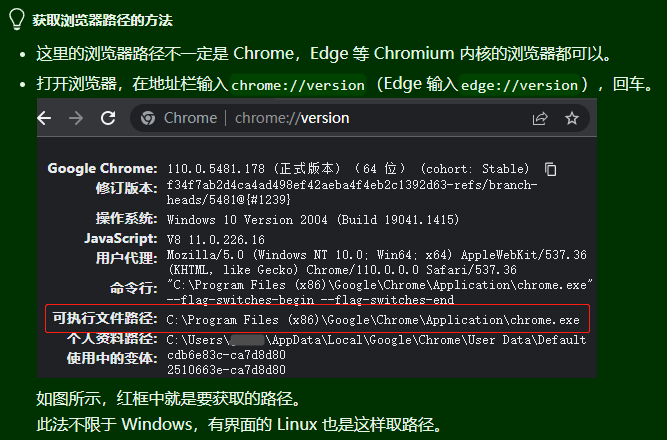 获取浏览器路径的方法
这里的浏览器路径不一定是 Chrome，Edge 等 Chromium 内核的浏览器都可以。
打开浏览器，在地址栏输入chrome://version（Edge 输入edge://version），回车。
Chrome | chrome://version
Google Chrome: 110.0.5481.178 (正式版本) (64 位) (cohort: Stable)
修订版本: f34f7ab2d4ca4ad498ef42aeba4f4eb2c1392d63-refs/branch-
heads/5481@{#1239}
操作系统: Windows 10 Version 2004 (Build 19041.1415)
JavaScript: V8 11.0.226.16
用户代理: Mozilla/5.0 (Windows NT 10.0; Win64; x64) AppleWebKit/537.36
(KHTML, like Gecko) Chrome/110.0.0.0 Safari/537.36
命令行: "C:\Program Files (x86)\Google\Chrome\Application\chrome.exe"
--flag-switches-begin --flag-switches-end
可执行文件路径: C:\Program Files (x86)\Google\Chrome\Application\chrome.exe
个人资料路径: C:\Users\ \AppData\Local\Google\Chrome\User Data\Default
使用中的变体: cdb6e83c-ca7d8d80
2510663e-ca7d8d80
如图所示，红框中就是要获取的路径。
此法不限于 Windows，有界面的 Linux 也是这样取路径。